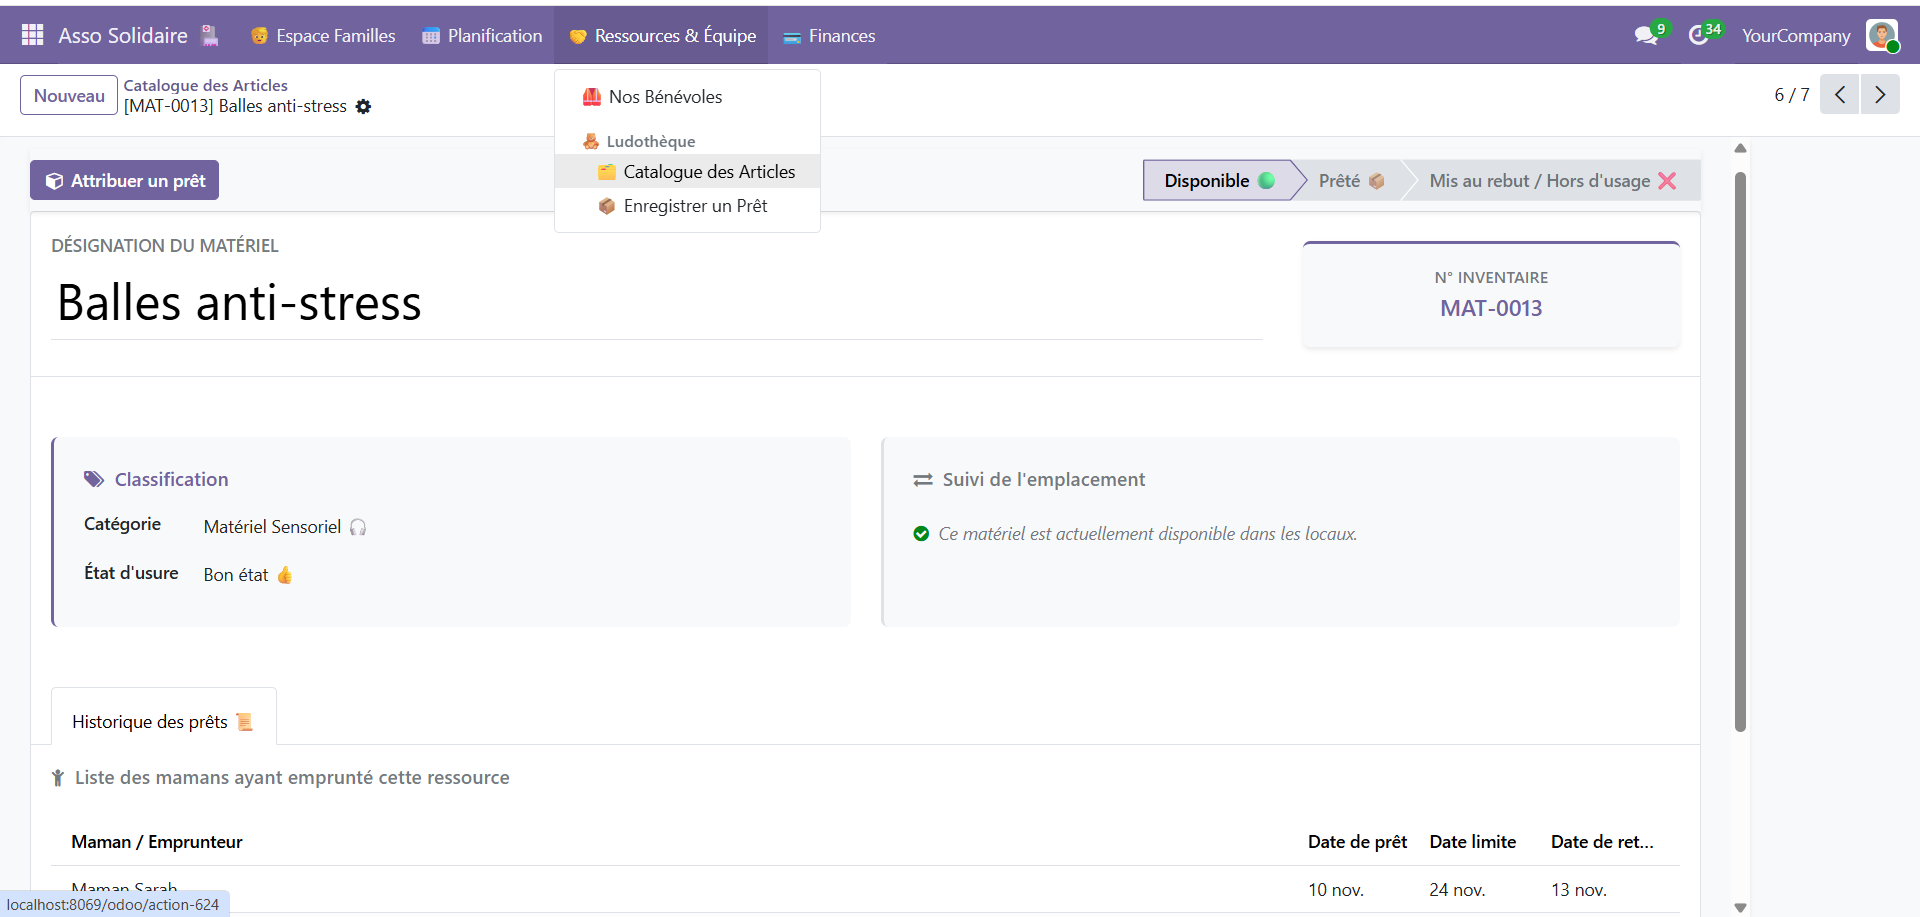 Asso Solidaire
Espace Familles
Planification
Ressources & Équipe
Finances
9
34
YourCompany
Nouveau
Catalogue des Articles
[MAT-0013] Balles anti-stress
6 / 7
Nos Bénévoles
Ludothèque
Catalogue des Articles
Enregistrer un Prêt
Attribuer un prêt
Disponible
Prêté
Mis au rebut / Hors d'usage
DÉSIGNATION DU MATÉRIEL
Balles anti-stress
N° INVENTAIRE
MAT-0013
Classification
Catégorie Matériel Sensoriel
État d'usure Bon état
Suivi de l'emplacement
Ce matériel est actuellement disponible dans les locaux.
Historique des prêts
Liste des mamans ayant emprunté cette ressource
Maman / Emprunteur Date de prêt Date limite Date de ret...
Maman Sarah 10 nov. 24 nov. 13 nov.
localhost:8069/odoo/action-624